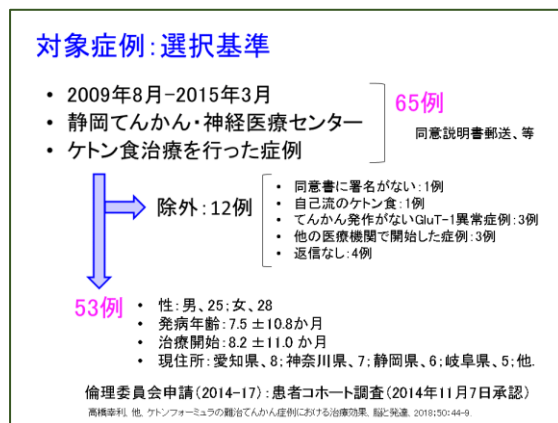 対象症例：選択基準
• 2009年8月-2015年3月
• 静岡てんかん・神経医療センター
• ケトン食治療を行った症例
65例
同意説明書郵送、等
除外：12例
• 同意書に署名がない：1例
• 自己流のケトン食：1例
• てんかん発作がないGluT-1異常症例：3例
• 他の医療機関で開始した症例：3例
• 返信なし：4例
53例
• 性：男、25；女、28
• 発病年齢：7.5 ±10.8か月
• 治療開始：8.2 ±11.0 か月
• 現住所：愛知県、8；神奈川県、7；静岡県、6；岐阜県、5；他.
倫理委員会申請（2014-17）：患者コホート調査（2014年11月7日承認）
高橋幸利, 他, ケトンフォーミュラの難治てんかん症例における治療効果, 脳と発達, 2018;50:44-9.